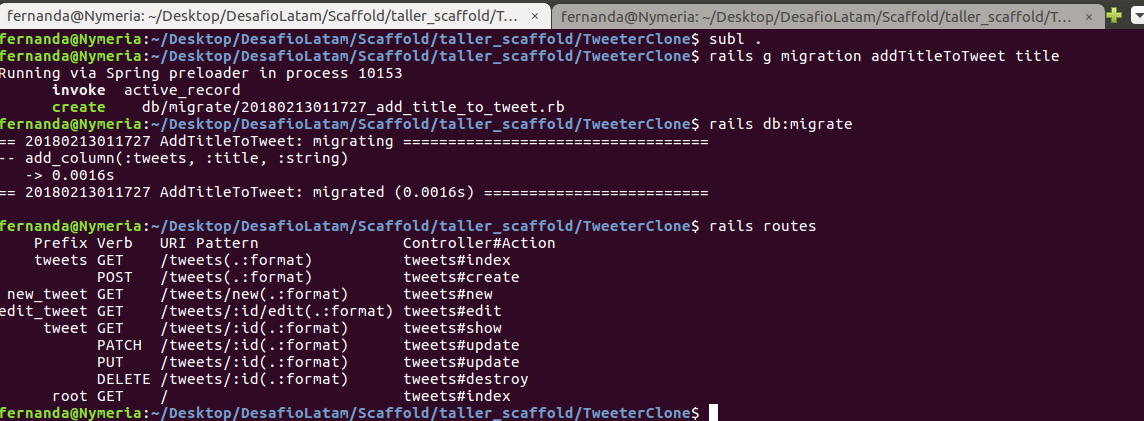 fernanda@Nymeria: ~/Desktop/DesafioLatam/Scaffold/taller_scaffold/T... × fernanda@Nymeria: ~/Desktop/DesafioLatam/Scaffold/taller_scaffold/T... ×
fernanda@Nymeria:~/Desktop/DesafioLatam/Scaffold/taller_scaffold/TweeterClone$ subl .
fernanda@Nymeria:~/Desktop/DesafioLatam/Scaffold/taller_scaffold/TweeterClone$ rails g migration addTitleToTweet title
Running via Spring preloader in process 10153
      invoke  active_record
      create    db/migrate/20180213011727_add_title_to_tweet.rb
fernanda@Nymeria:~/Desktop/DesafioLatam/Scaffold/taller_scaffold/TweeterClone$ rails db:migrate
== 20180213011727 AddTitleToTweet: migrating ==================================
-- add_column(:tweets, :title, :string)
   -> 0.0016s
== 20180213011727 AddTitleToTweet: migrated (0.0016s) =========================
fernanda@Nymeria:~/Desktop/DesafioLatam/Scaffold/taller_scaffold/TweeterClone$ rails routes
    Prefix Verb   URI Pattern                Controller#Action
    tweets GET    /tweets(.:format)          tweets#index
           POST   /tweets(.:format)          tweets#create
 new_tweet GET    /tweets/new(.:format)      tweets#new
edit_tweet GET    /tweets/:id/edit(.:format) tweets#edit
     tweet GET    /tweets/:id(.:format)      tweets#show
           PATCH  /tweets/:id(.:format)      tweets#update
           PUT    /tweets/:id(.:format)      tweets#update
           DELETE /tweets/:id(.:format)      tweets#destroy
      root GET    /                          tweets#index
fernanda@Nymeria:~/Desktop/DesafioLatam/Scaffold/taller_scaffold/TweeterClone$